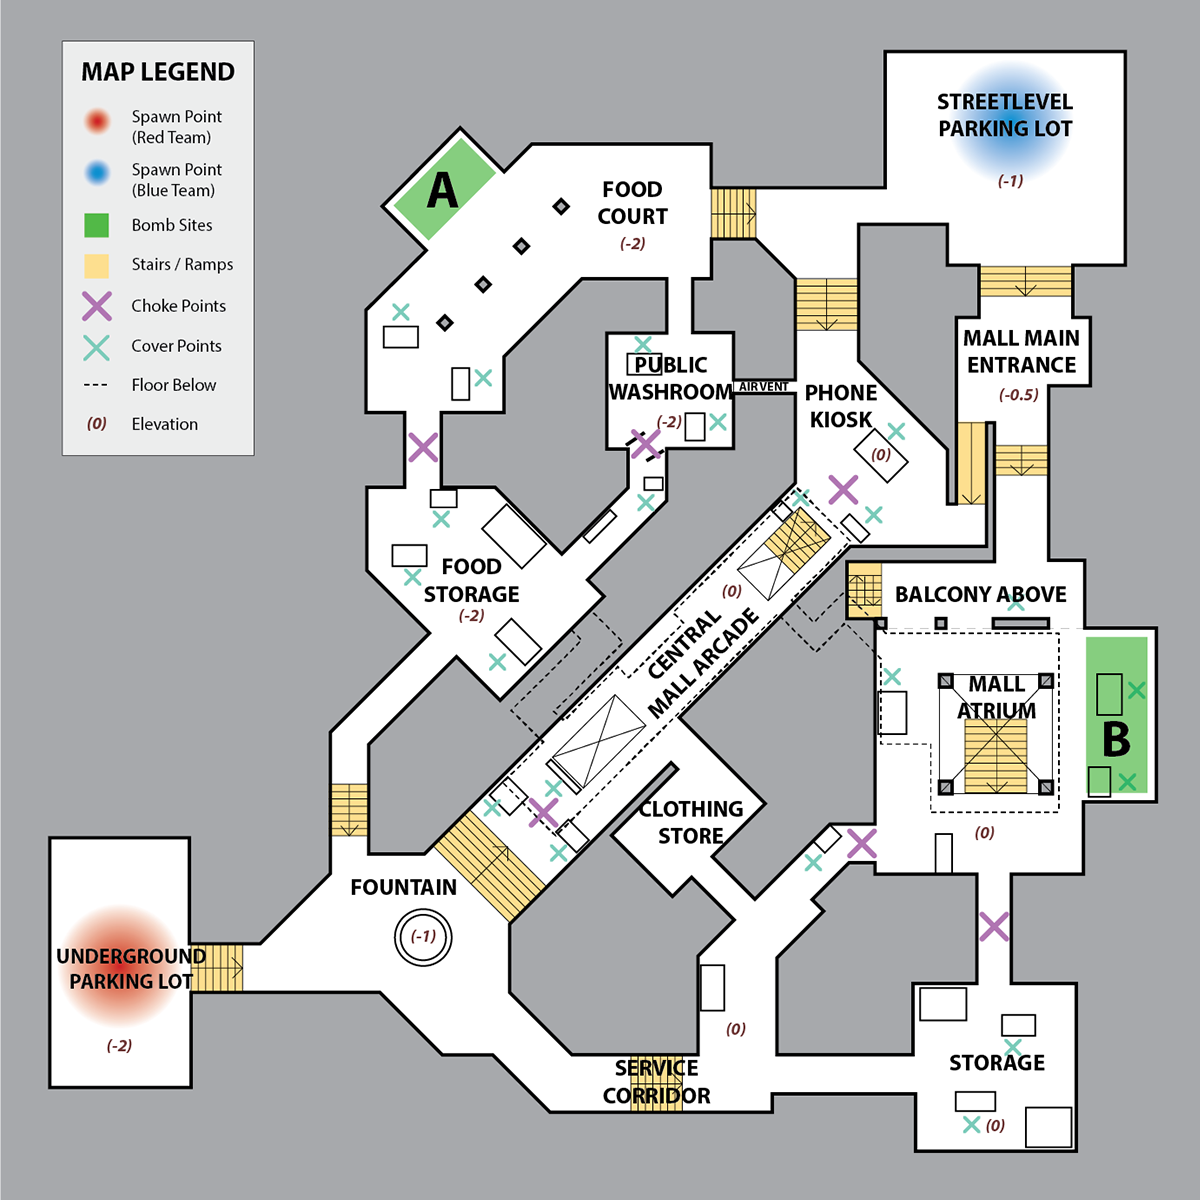 MAP LEGEND
Spawn Point
(Red Team)
Spawn Point
(Blue Team)
Bomb Sites
Stairs / Ramps
Choke Points
Cover Points
Floor Below
(0)
Elevation
STREETLEVEL
PARKING LOT
(-1)
A
FOOD
COURT
(-2)
MALL MAIN
ENTRANCE
(-0.5)
PUBLIC
WASHROOM
(-2)
AIR VENT
PHONE
KIOSK
(0)
FOOD
STORAGE
(-2)
(0)
CENTRAL
MALL ARCADE
BALCONY ABOVE
MALL
ATRIUM
B
(0)
CLOTHING
STORE
FOUNTAIN
(-1)
UNDERGROUND
PARKING LOT
(-2)
(0)
SERVICE
CORRIDOR
STORAGE
(0)